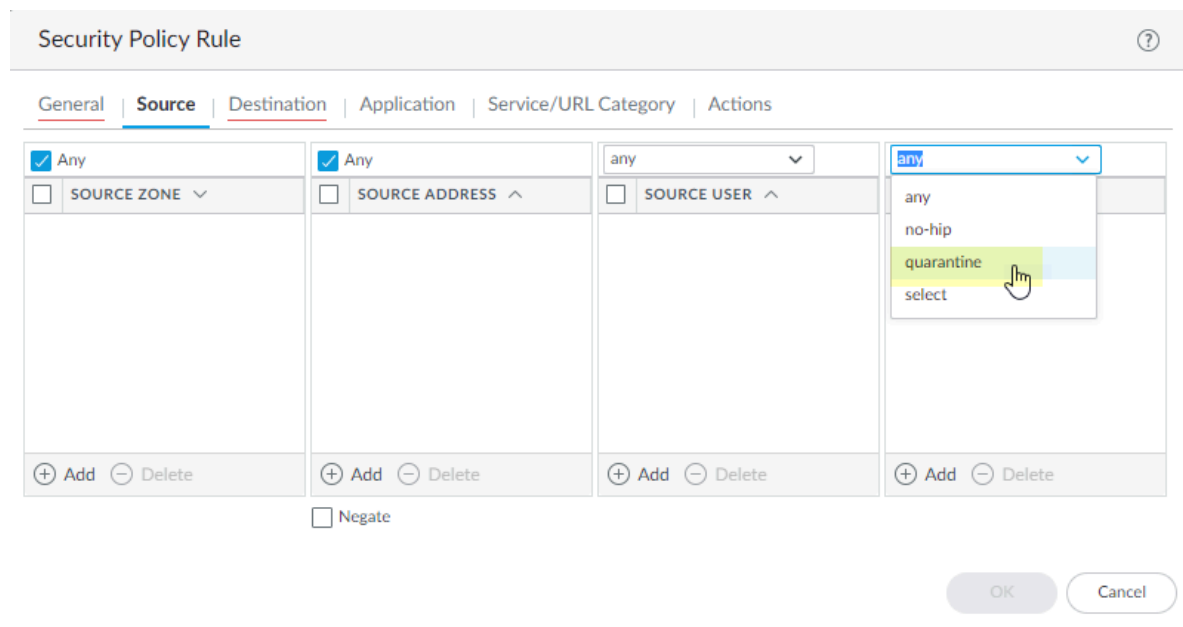 Security Policy Rule
General | Source | Destination | Application | Service/URL Category | Actions
Any Any any any
SOURCE ZONE SOURCE ADDRESS SOURCE USER
any
no-hip
quarantine
select
Add Delete Add Delete Add Delete Add Delete
Negate
OK Cancel